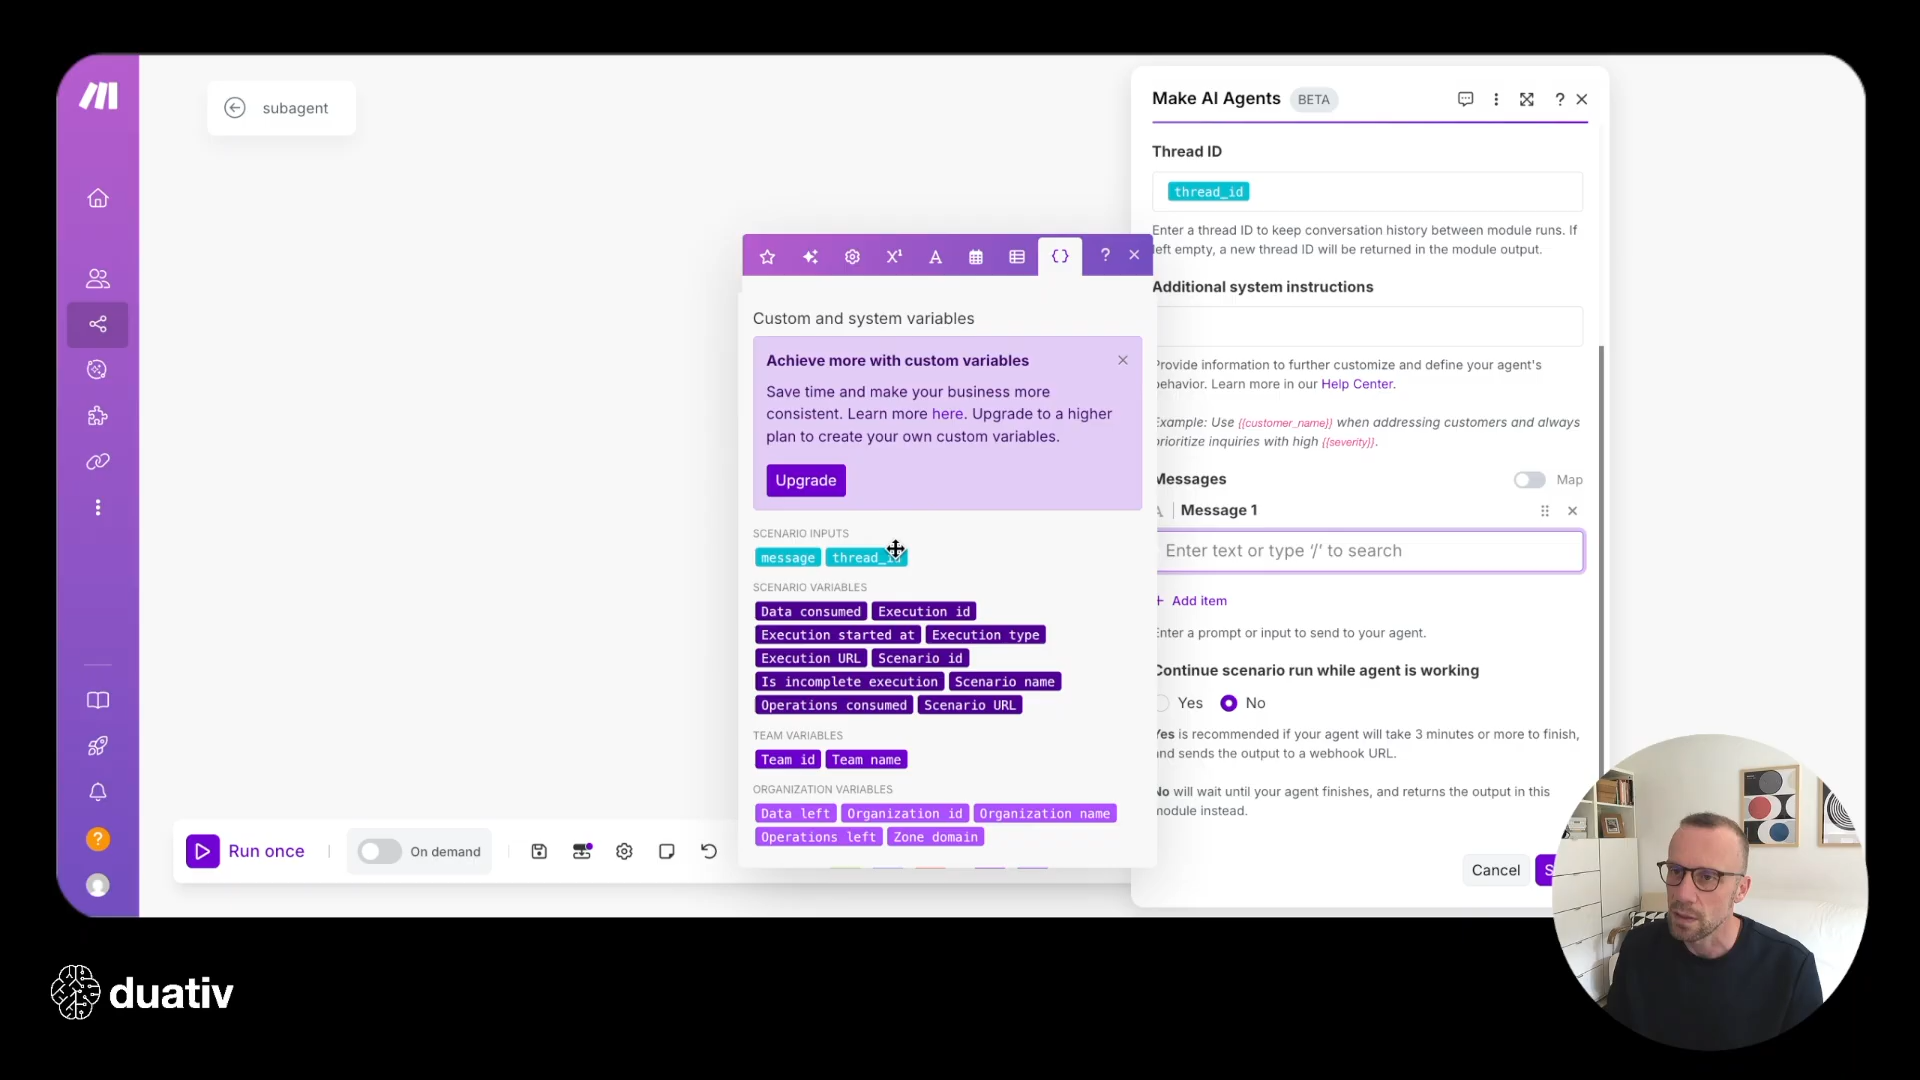 subagent
Make AI Agents BETA
?
Thread ID
thread_id
Enter a thread ID to keep conversation history between module runs. If
left empty, a new thread ID will be returned in the module output.
Additional system instructions
Provide information to further customize and define your agent's
behavior. Learn more in our Help Center.
Example: Use {{customer_name}} when addressing customers and always
prioritize inquiries with high {{severity}}.
Messages
Map
A Message 1
Enter text or type '/' to search
+ Add item
Enter a prompt or input to send to your agent.
Continue scenario run while agent is working
Yes No
Yes is recommended if your agent will take 3 minutes or more to finish,
and sends the output to a webhook URL.
No will wait until your agent finishes, and returns the output in this
module instead.
Cancel S
X¹ A {} ?
Custom and system variables
Achieve more with custom variables
Save time and make your business more
consistent. Learn more here. Upgrade to a higher
plan to create your own custom variables.
Upgrade
SCENARIO INPUTS
message thread_id
SCENARIO VARIABLES
Data consumed Execution id
Execution started at Execution type
Execution URL Scenario id
Is incomplete execution Scenario name
Operations consumed Scenario URL
TEAM VARIABLES
Team id Team name
ORGANIZATION VARIABLES
Data left Organization id Organization name
Operations left Zone domain
?
Run once
On demand
duativ